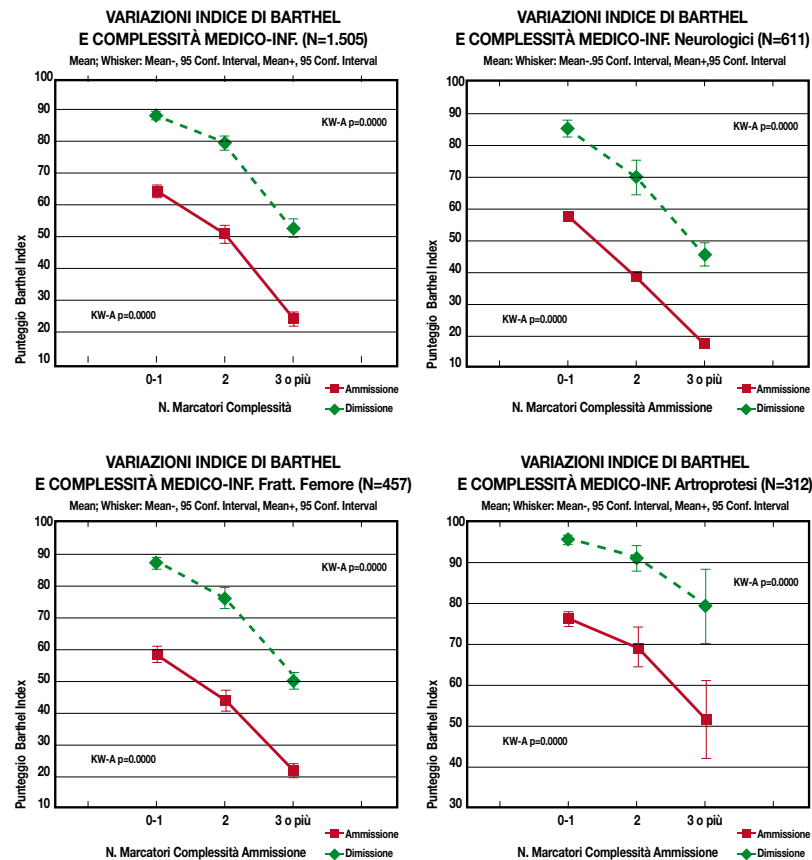 VARIAZIONI INDICE DI BARTHEL
E COMPLESSITÀ MEDICO-INF. (N=1.505)
Mean; Whisker: Mean-, 95 Conf. Interval, Mean+, 95 Conf. Interval
Punteggio Barthel Index
100
90
80
70
60
50
40
30
20
10
KW-A p=0.0000
KW-A p=0.0000
0-1
2
3 o più
N. Marcatori Complessità
Ammissione
Dimissione
VARIAZIONI INDICE DI BARTHEL
E COMPLESSITÀ MEDICO-INF. Neurologici (N=611)
Mean: Whisker: Mean-.95 Conf. Interval, Mean+,95 Conf, Interval
Punteggio Barthel Index
100
90
80
70
60
50
40
30
20
10
KW-A p=0.0000
KW-A p=0.0000
0-1
2
3 o più
N. Marcatori Complessità Ammissione
Ammissione
Dimissione
VARIAZIONI INDICE DI BARTHEL
E COMPLESSITÀ MEDICO-INF. Fratt. Femore (N=457)
Mean; Whisker: Mean-, 95 Conf. Interval, Mean+, 95 Conf. Interval
Punteggio Barthel Index
100
90
80
70
60
50
40
30
20
10
KW-A p=0.0000
KW-A p=0.0000
0-1
2
3 o più
N. Marcatori Complessità Ammissione
Ammissione
Dimissione
VARIAZIONI INDICE DI BARTHEL
E COMPLESSITÀ MEDICO-INF. Artroprotesi (N=312)
Mean; Whisker: Mean-, 95 Conf. Interval, Mean+, 95 Conf. Interval
Punteggio Barthel Index
100
90
80
70
60
50
40
30
KW-A p=0.0000
KW-A p=0.0000
0-1
2
3 o più
N. Marcatori Complessità Ammissione
Ammissione
Dimissione